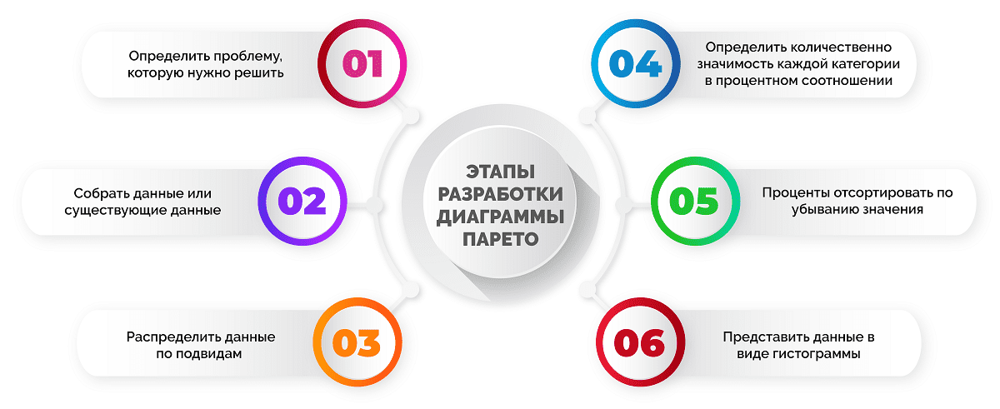 ЭТАПЫ
РАЗРАБОТКИ
ДИАГРАММЫ
ПАРЕТО
01
Определить проблему,
которую нужно решить
02
Собрать данные или
существующие данные
03
Распределить данные
по подвидам
04
Определить количественно
значимость каждой категории
в процентном соотношении
05
Проценты отсортировать по
убыванию значения
06
Представить данные в
виде гистограммы